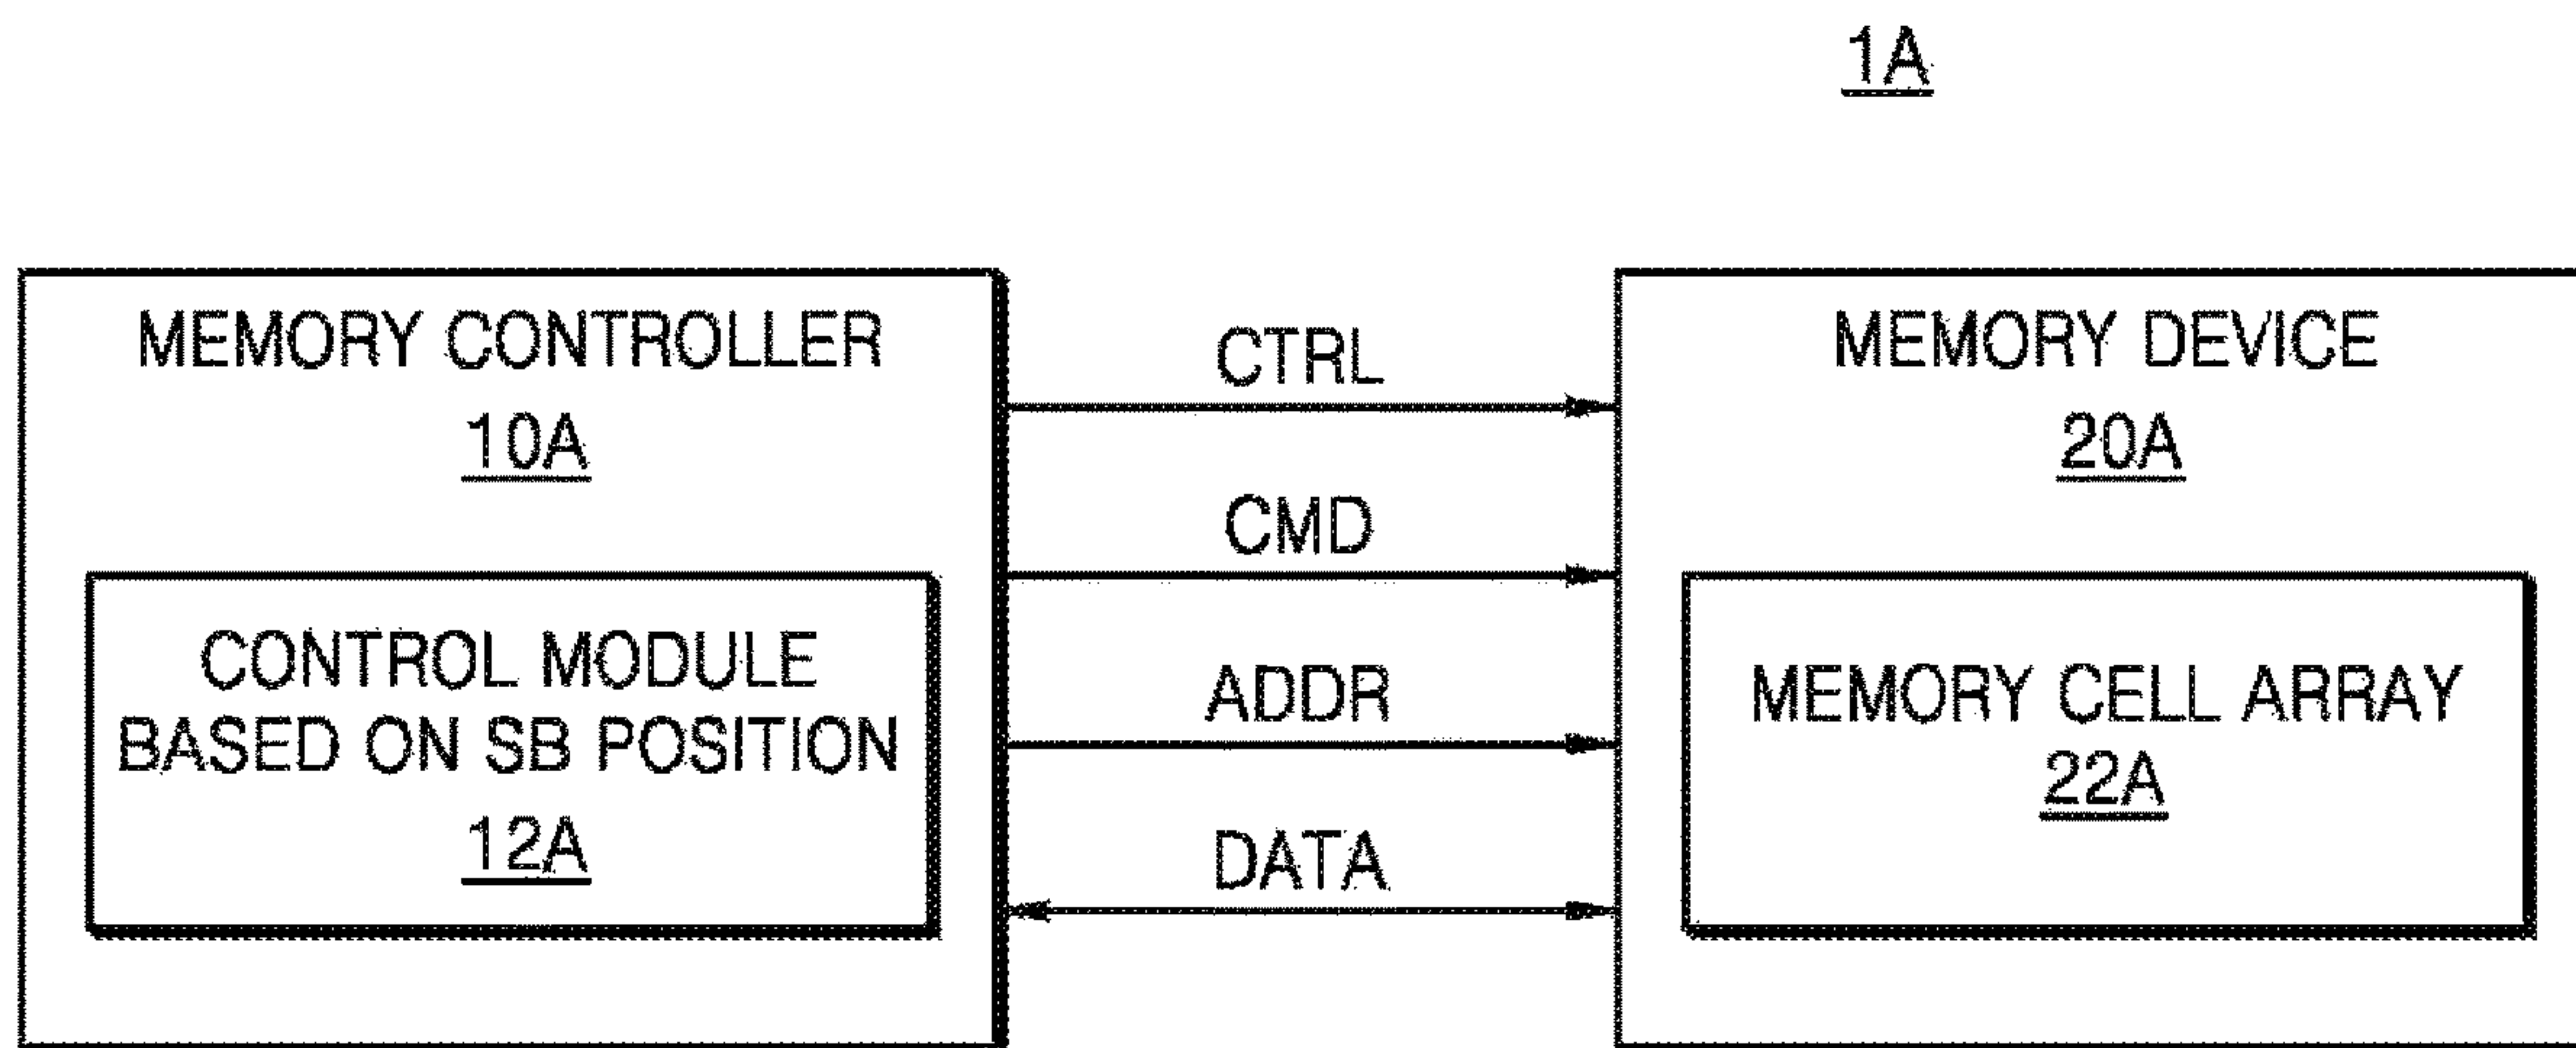 1A
MEMORY CONTROLLER
10A
CONTROL MODULE
BASED ON SB POSITION
12A
CTRL
CMD
ADDR
DATA
MEMORY DEVICE
20A
MEMORY CELL ARRAY
22A